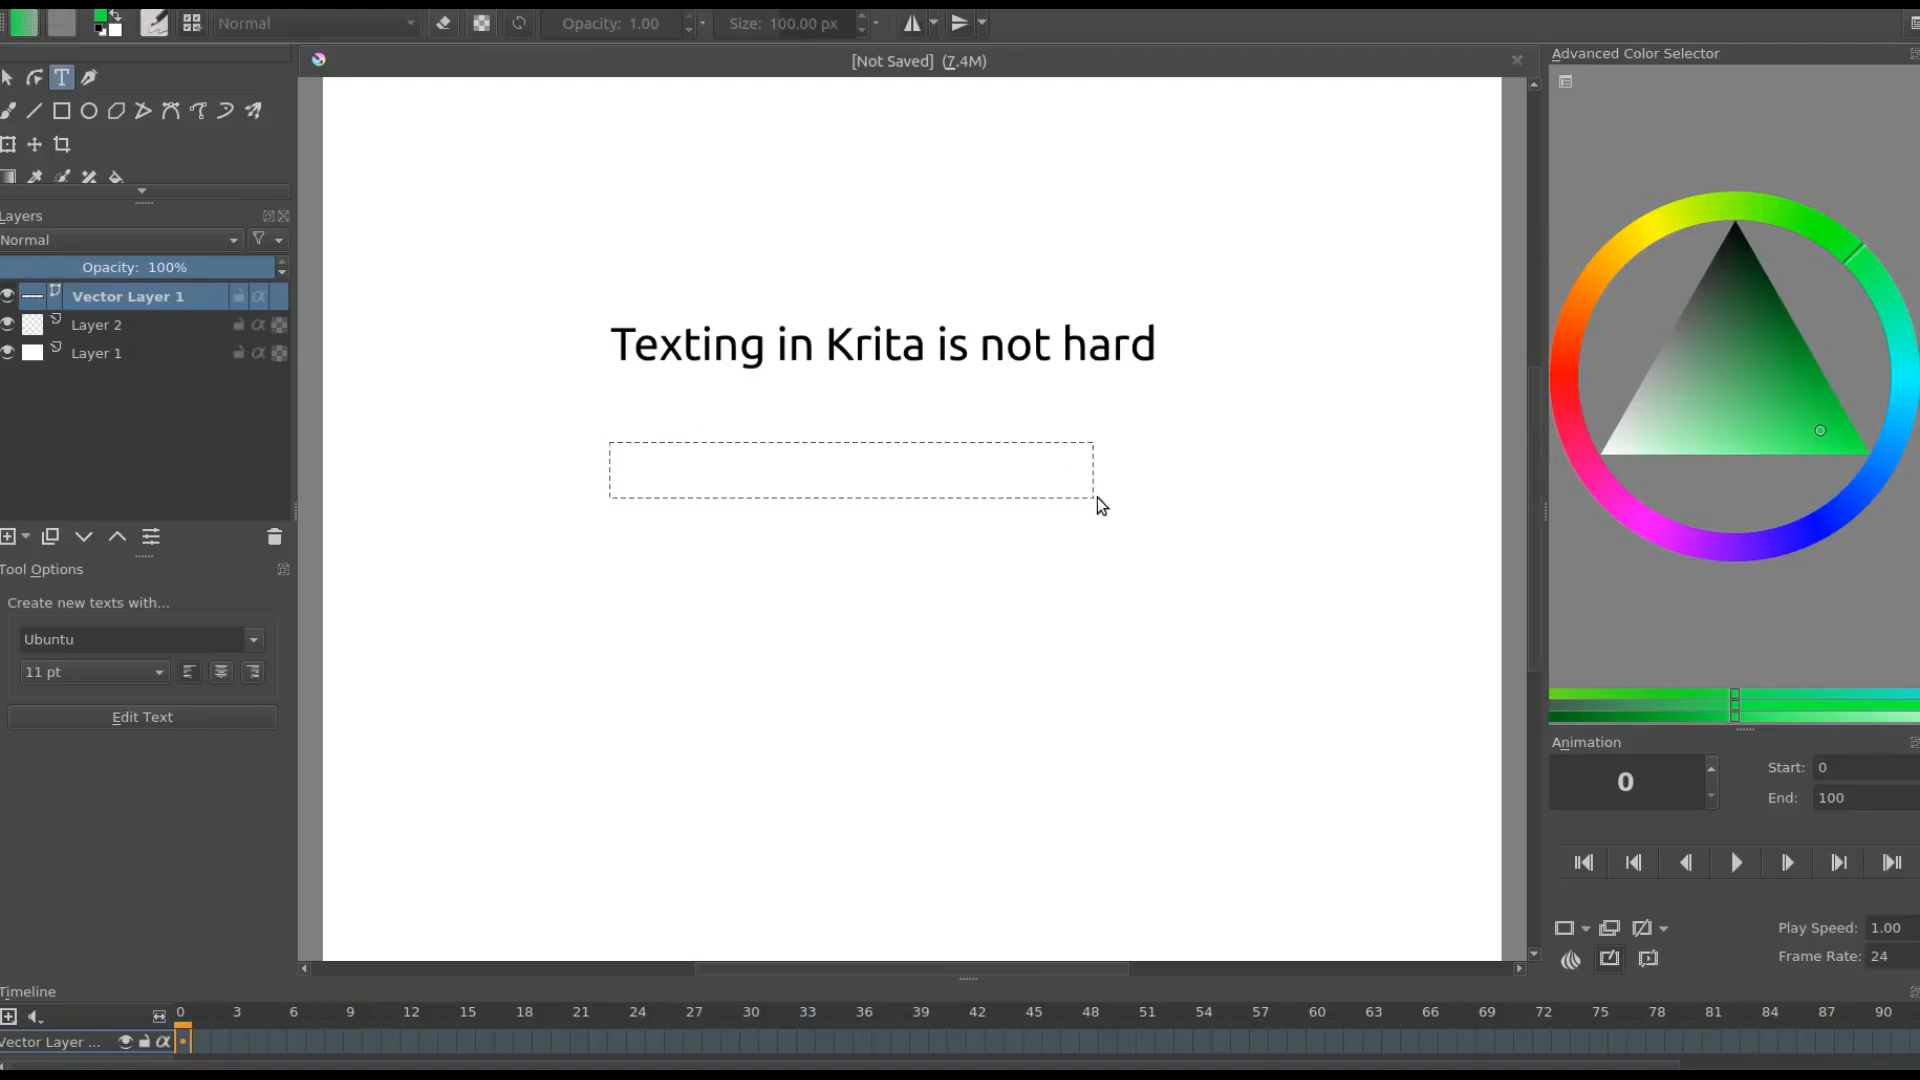 Normal
Opacity: 1.00
Size: 100.00 px
[Not Saved] (7.4M)
Advanced Color Selector
T
Layers
Normal
Opacity: 100%
Vector Layer 1
Layer 2
Layer 1
Texting in Krita is not hard
Tool Options
Create new texts with...
Ubuntu
11 pt
Edit Text
Animation
0
Start: 0
End: 100
Play Speed: 1.00
Frame Rate: 24
Timeline
0 3 6 9 12 15 18 21 24 27 30 33 36 39 42 45 48 51 54 57 60 63 66 69 72 75 78 81 84 87 90
Vector Layer ...